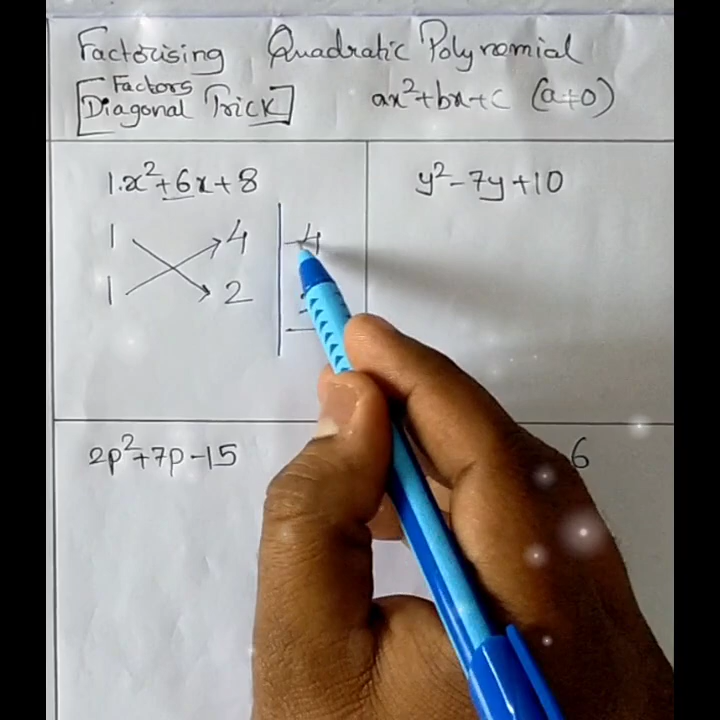 Factorising Quadratic Polynomial
Factors
[Diagonal Trick] ax²+bx+c (a≠0)
1.x²+6x+8
y²-7y+10
1 4 4
1 2
2p²+7p-15
6